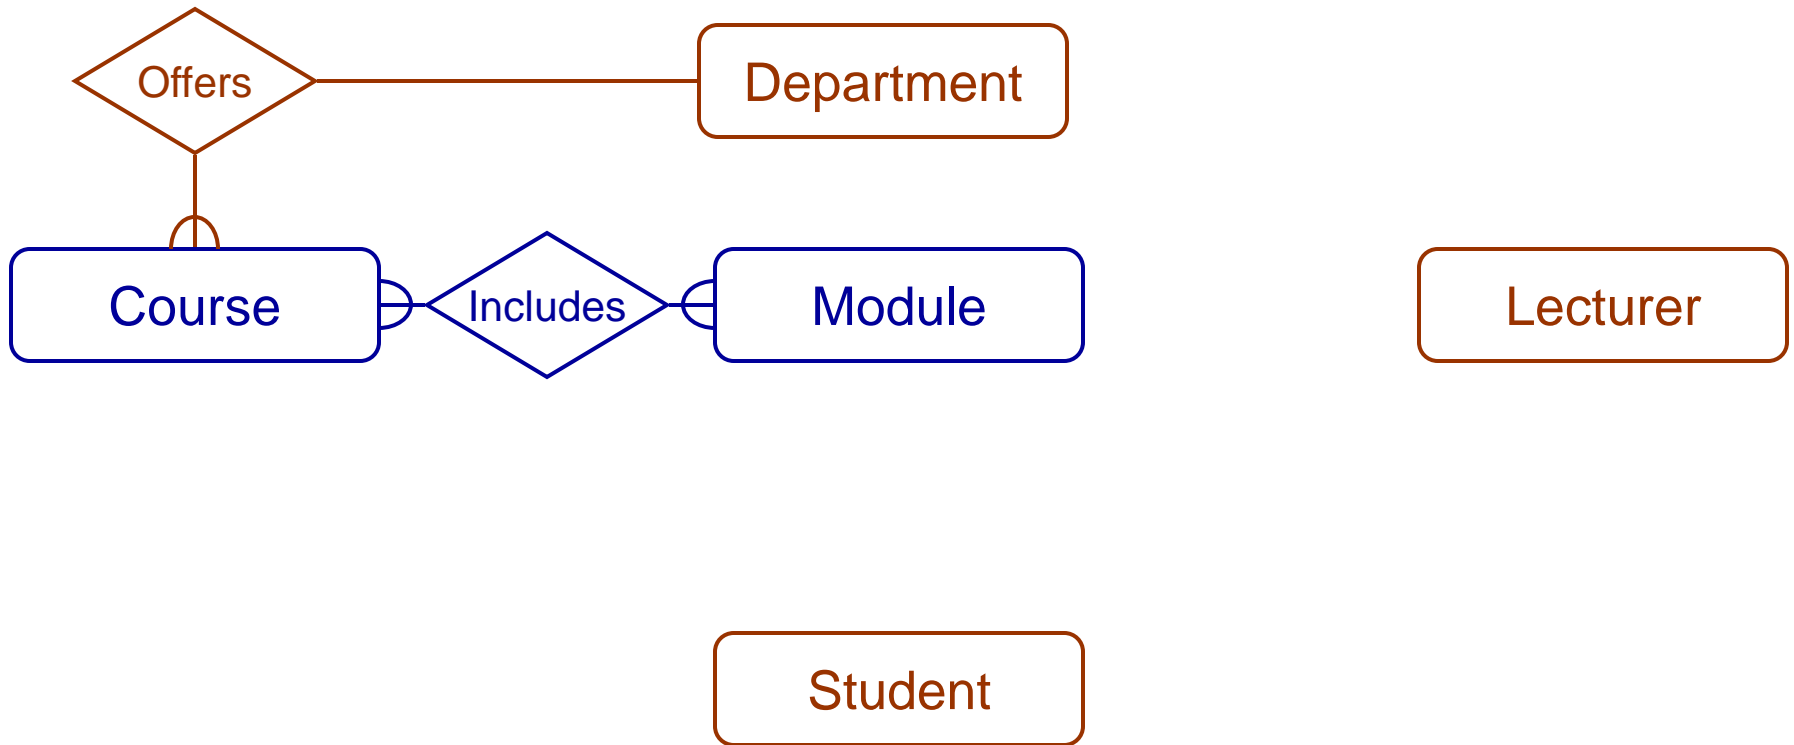 Offers
Department
Course
Includes
Module
Lecturer
Student